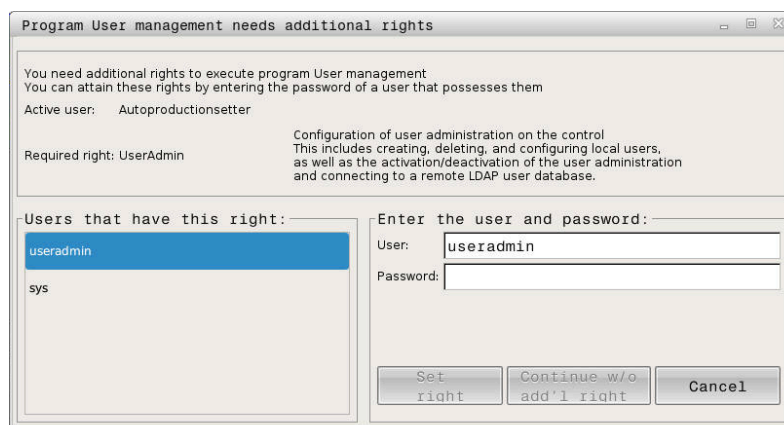 Program User management needs additional rights
You need additional rights to execute program User management
You can attain these rights by entering the password of a user that possesses them
Active user: Autoproductionsetter
Required right: UserAdmin
Configuration of user administration on the control
This includes creating, deleting, and configuring local users,
as well as the activation/deactivation of the user administration
and connecting to a remote LDAP user database.
Users that have this right:
useradmin
sys
Enter the user and password:
User: useradmin
Password:
Set
right
Continue w/o
add'l right
Cancel